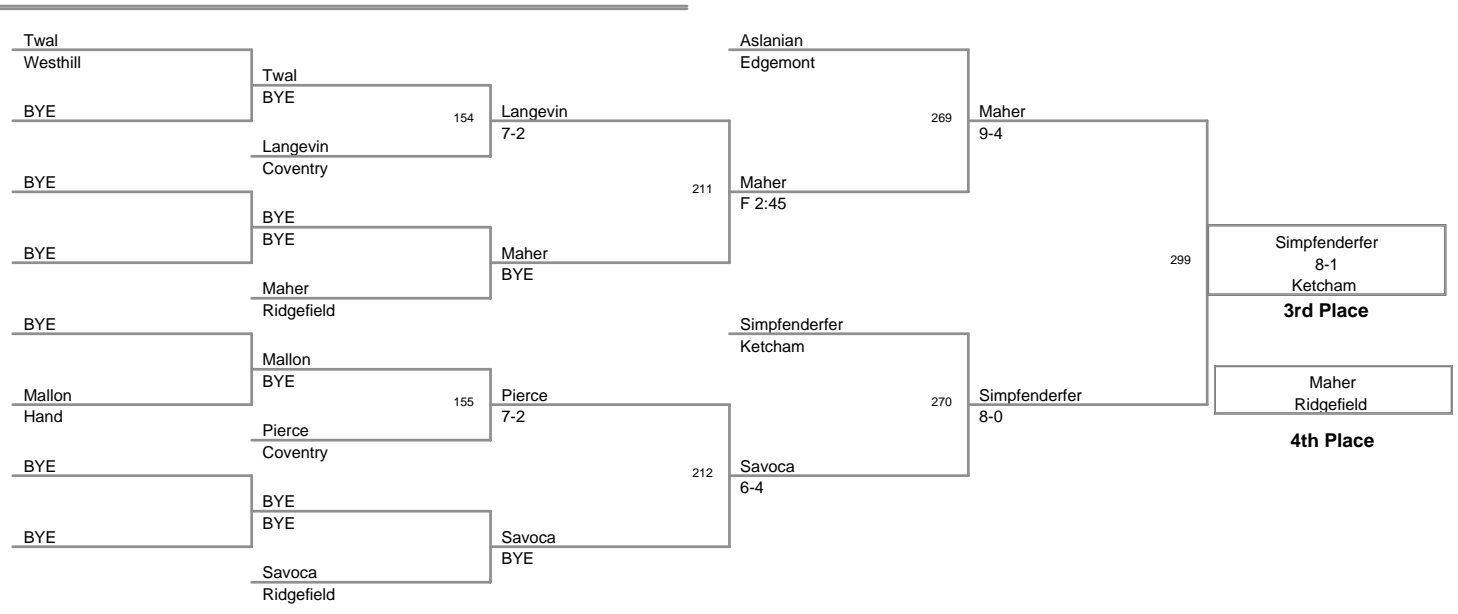 Twal
Westhill
BYE
BYE
BYE
BYE
Mallon
Hand
BYE
BYE
Twal
BYE
154
Langevin
Coventry
BYE
BYE
Maher
Ridgefield
Mallon
BYE
155
Pierce
Coventry
BYE
BYE
Savoca
Ridgefield
Langevin
7-2
211
Maher
BYE
Pierce
7-2
212
Savoca
BYE
Aslanian
Edgemont
269
Maher
F 2:45
Simpfenderfer
Ketcham
270
Savoca
6-4
Maher
9-4
299
Simpfenderfer
8-0
Simpfenderfer
8-1
Ketcham
3rd Place
Maher
Ridgefield
4th Place